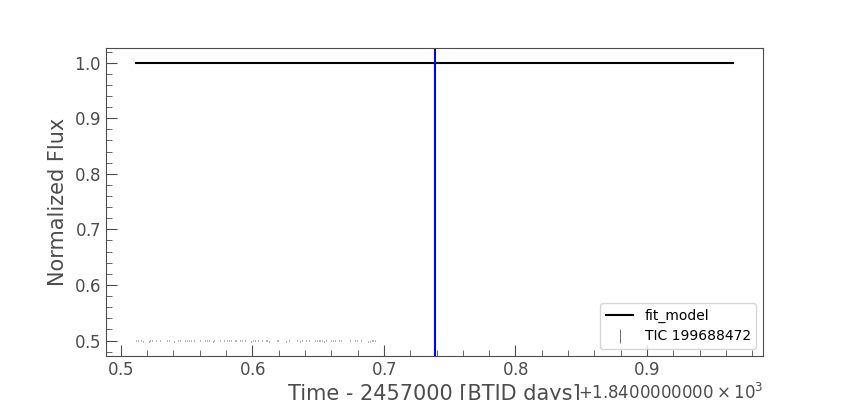 Normalized Flux
1.0
0.9
0.8
0.7
0.6
0.5
fit_model
TIC 199688472
0.5 0.6 0.7 0.8 0.9
Time - 2457000 [BTJD days]
+1.8400000000 × 10³